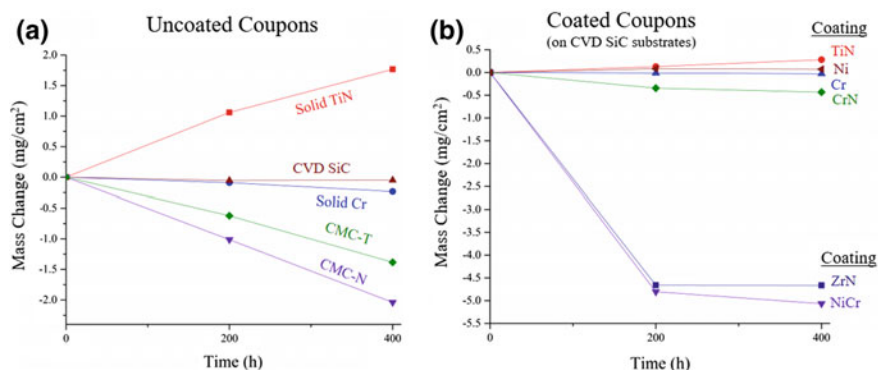 (a)
Uncoated Coupons
Mass Change (mg/cm²)
2.0
1.5
1.0
0.5
0.0
-0.5
-1.0
-1.5
-2.0
Solid TiN
CVD SiC
Solid Cr
CMC-T
CMC-N
0
200
400
Time (h)
(b)
Coated Coupons
(on CVD SiC substrates)
Coating
Mass Change (mg/cm²)
0.5
0.0
-0.5
-1.0
-1.5
-2.0
-2.5
-3.0
-3.5
-4.0
-4.5
-5.0
-5.5
TiN
Ni
Cr
CrN
Coating
ZrN
NiCr
0
200
400
Time (h)